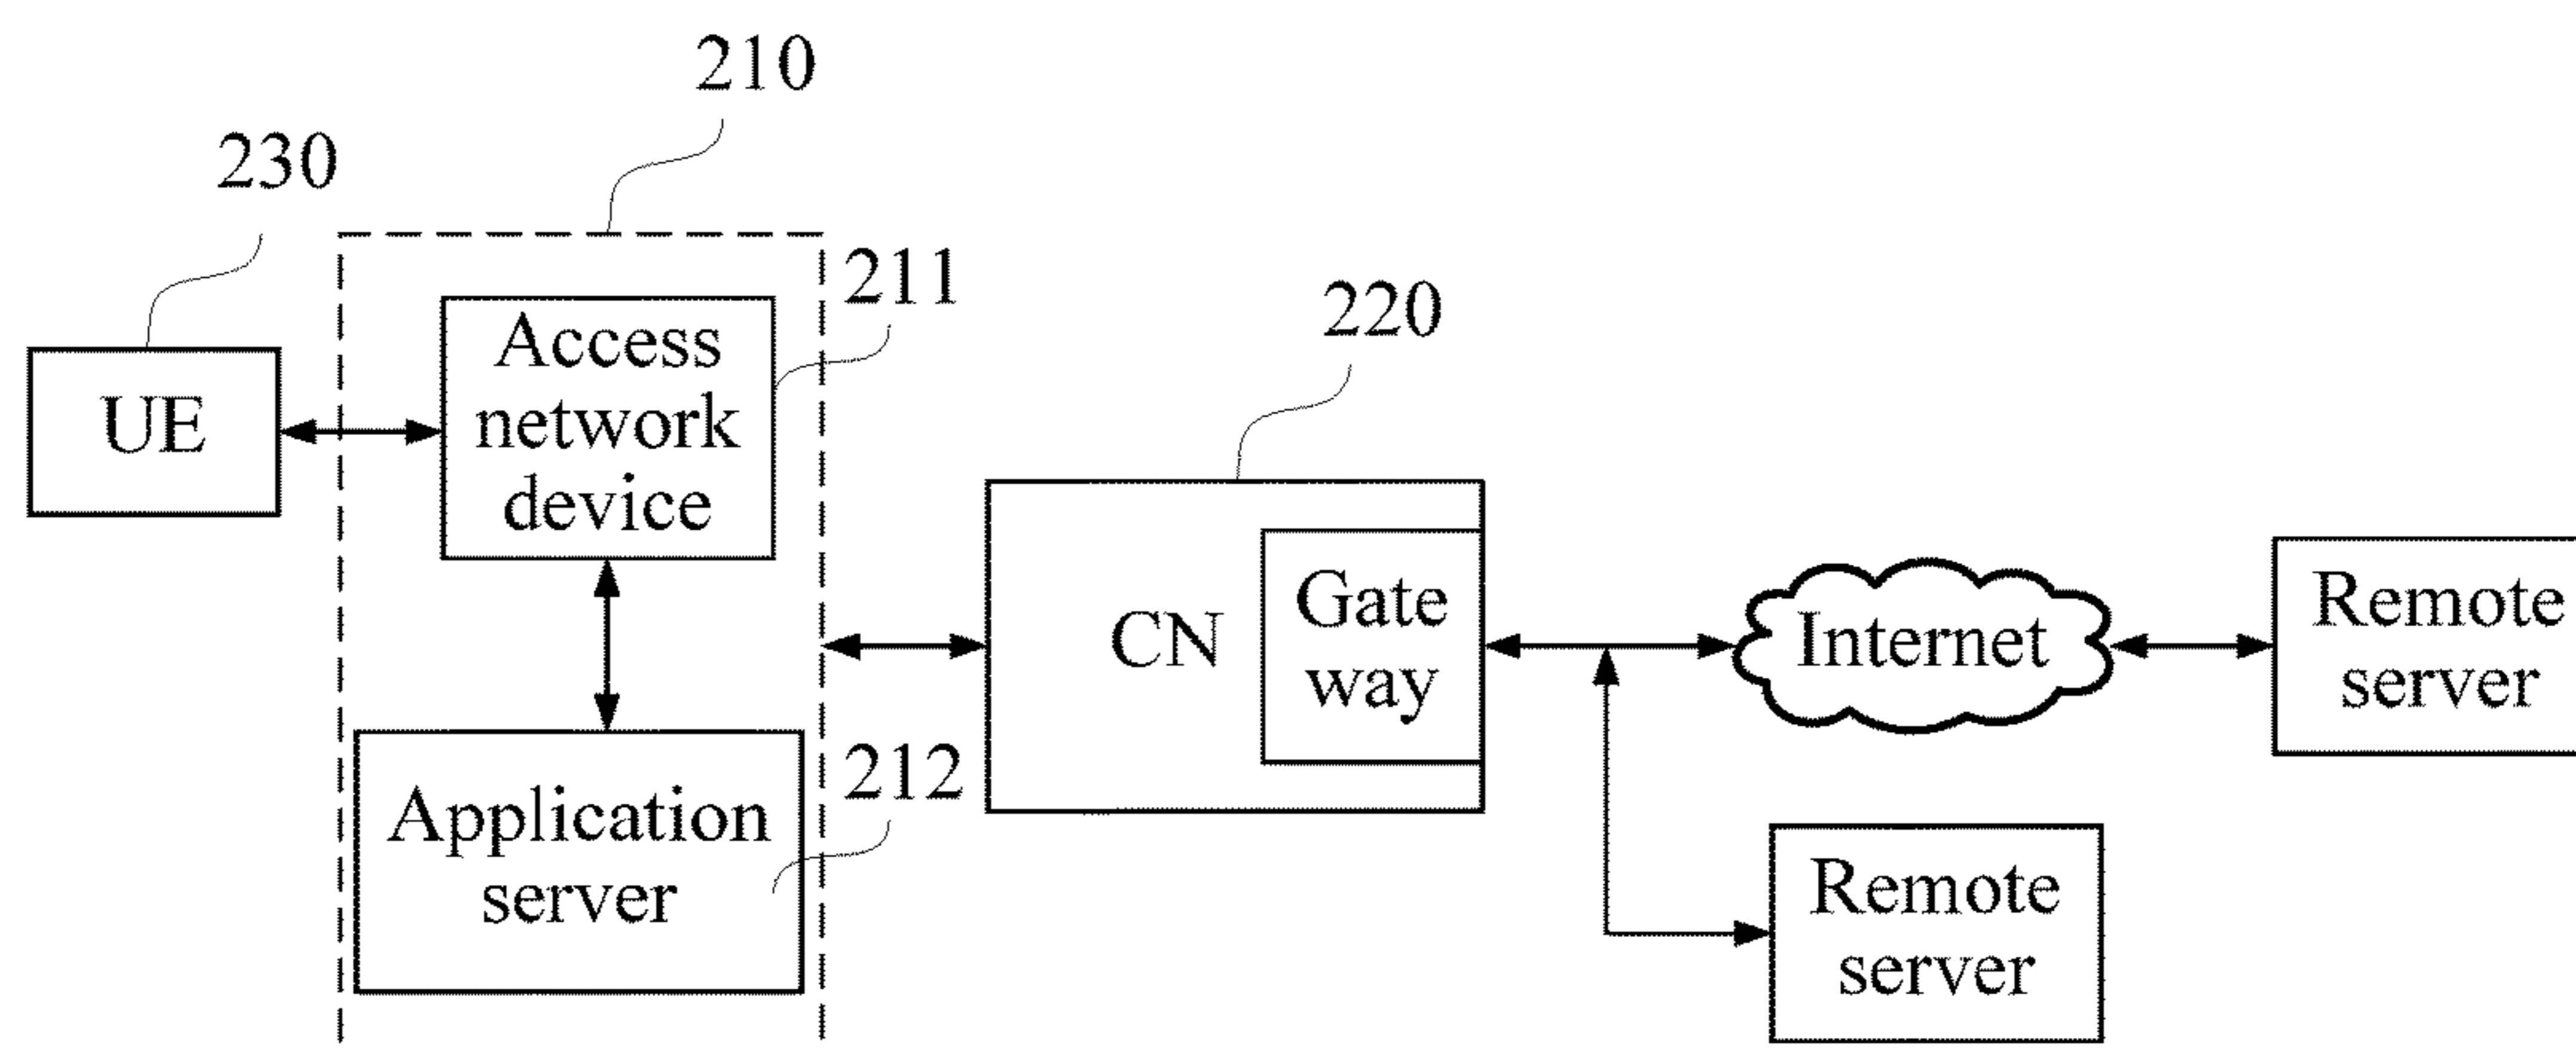 210
230
211
Access
network
device
220
UE
Gate
way
CN
Internet
Remote
server
212
Application
server
Remote
server